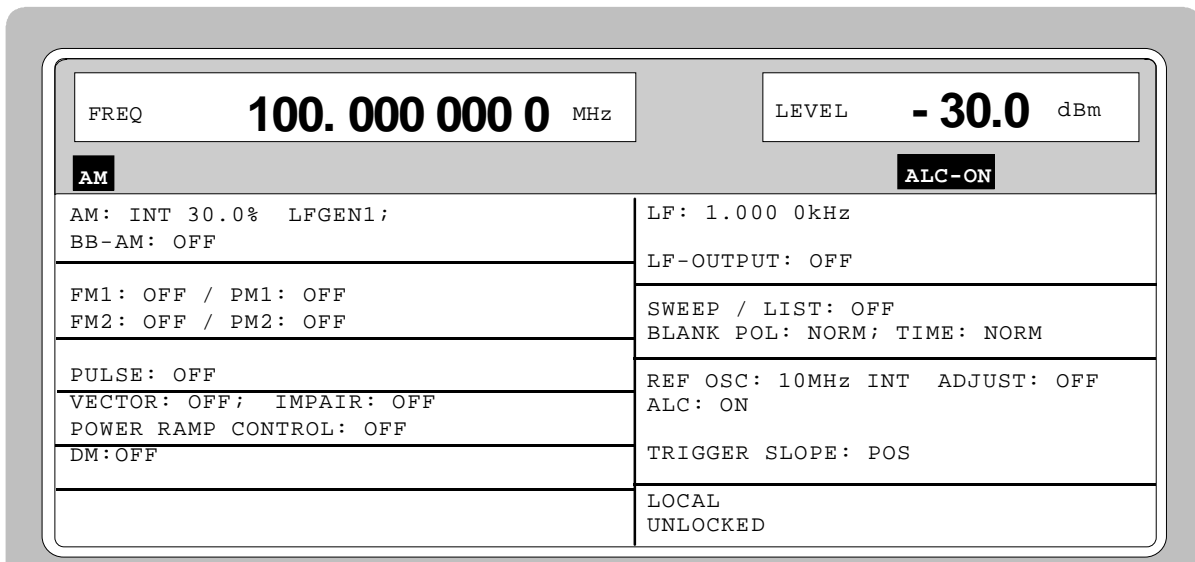 FREQ 100. 000 000 0 MHz
LEVEL - 30.0 dBm
AM
ALC-ON
AM: INT 30.0% LFGEN1;
BB-AM: OFF
FM1: OFF / PM1: OFF
FM2: OFF / PM2: OFF
PULSE: OFF
VECTOR: OFF; IMPAIR: OFF
POWER RAMP CONTROL: OFF
DM:OFF
LF: 1.000 0kHz
LF-OUTPUT: OFF
SWEEP / LIST: OFF
BLANK POL: NORM; TIME: NORM
REF OSC: 10MHz INT ADJUST: OFF
ALC: ON
TRIGGER SLOPE: POS
LOCAL
UNLOCKED